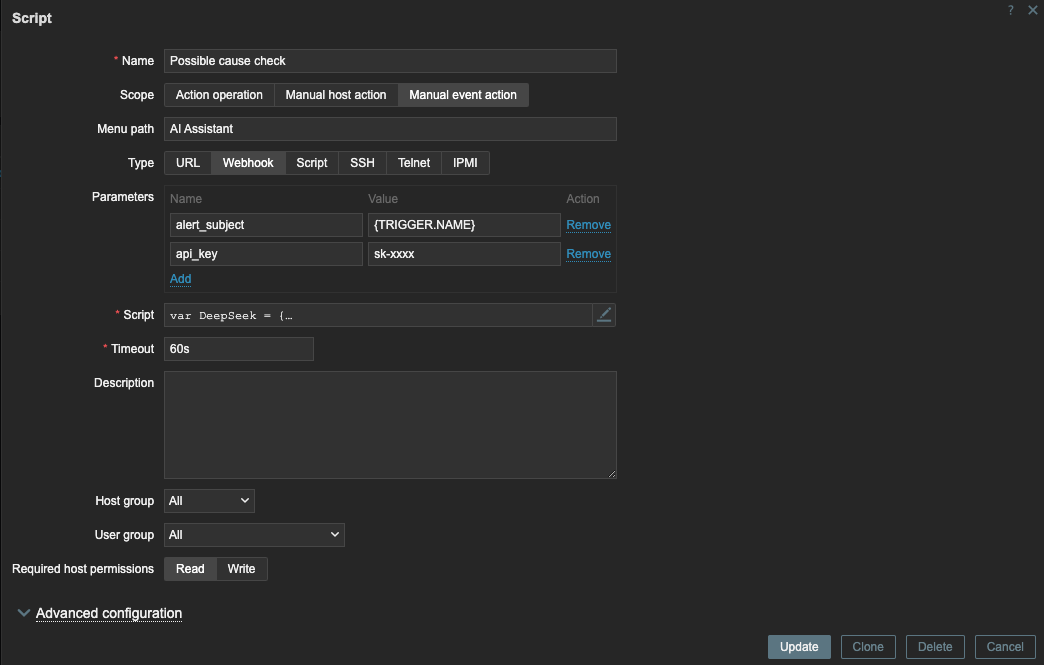 Script
?
* Name Possible cause check
Scope Action operation Manual host action Manual event action
Menu path AI Assistant
Type URL Webhook Script SSH Telnet IPMI
Parameters Name Value Action
alert_subject {TRIGGER.NAME} Remove
api_key sk-xxxx Remove
Add
* Script var DeepSeek = {…
* Timeout 60s
Description
Host group All
User group All
Required host permissions Read Write
Advanced configuration
Update Clone Delete Cancel